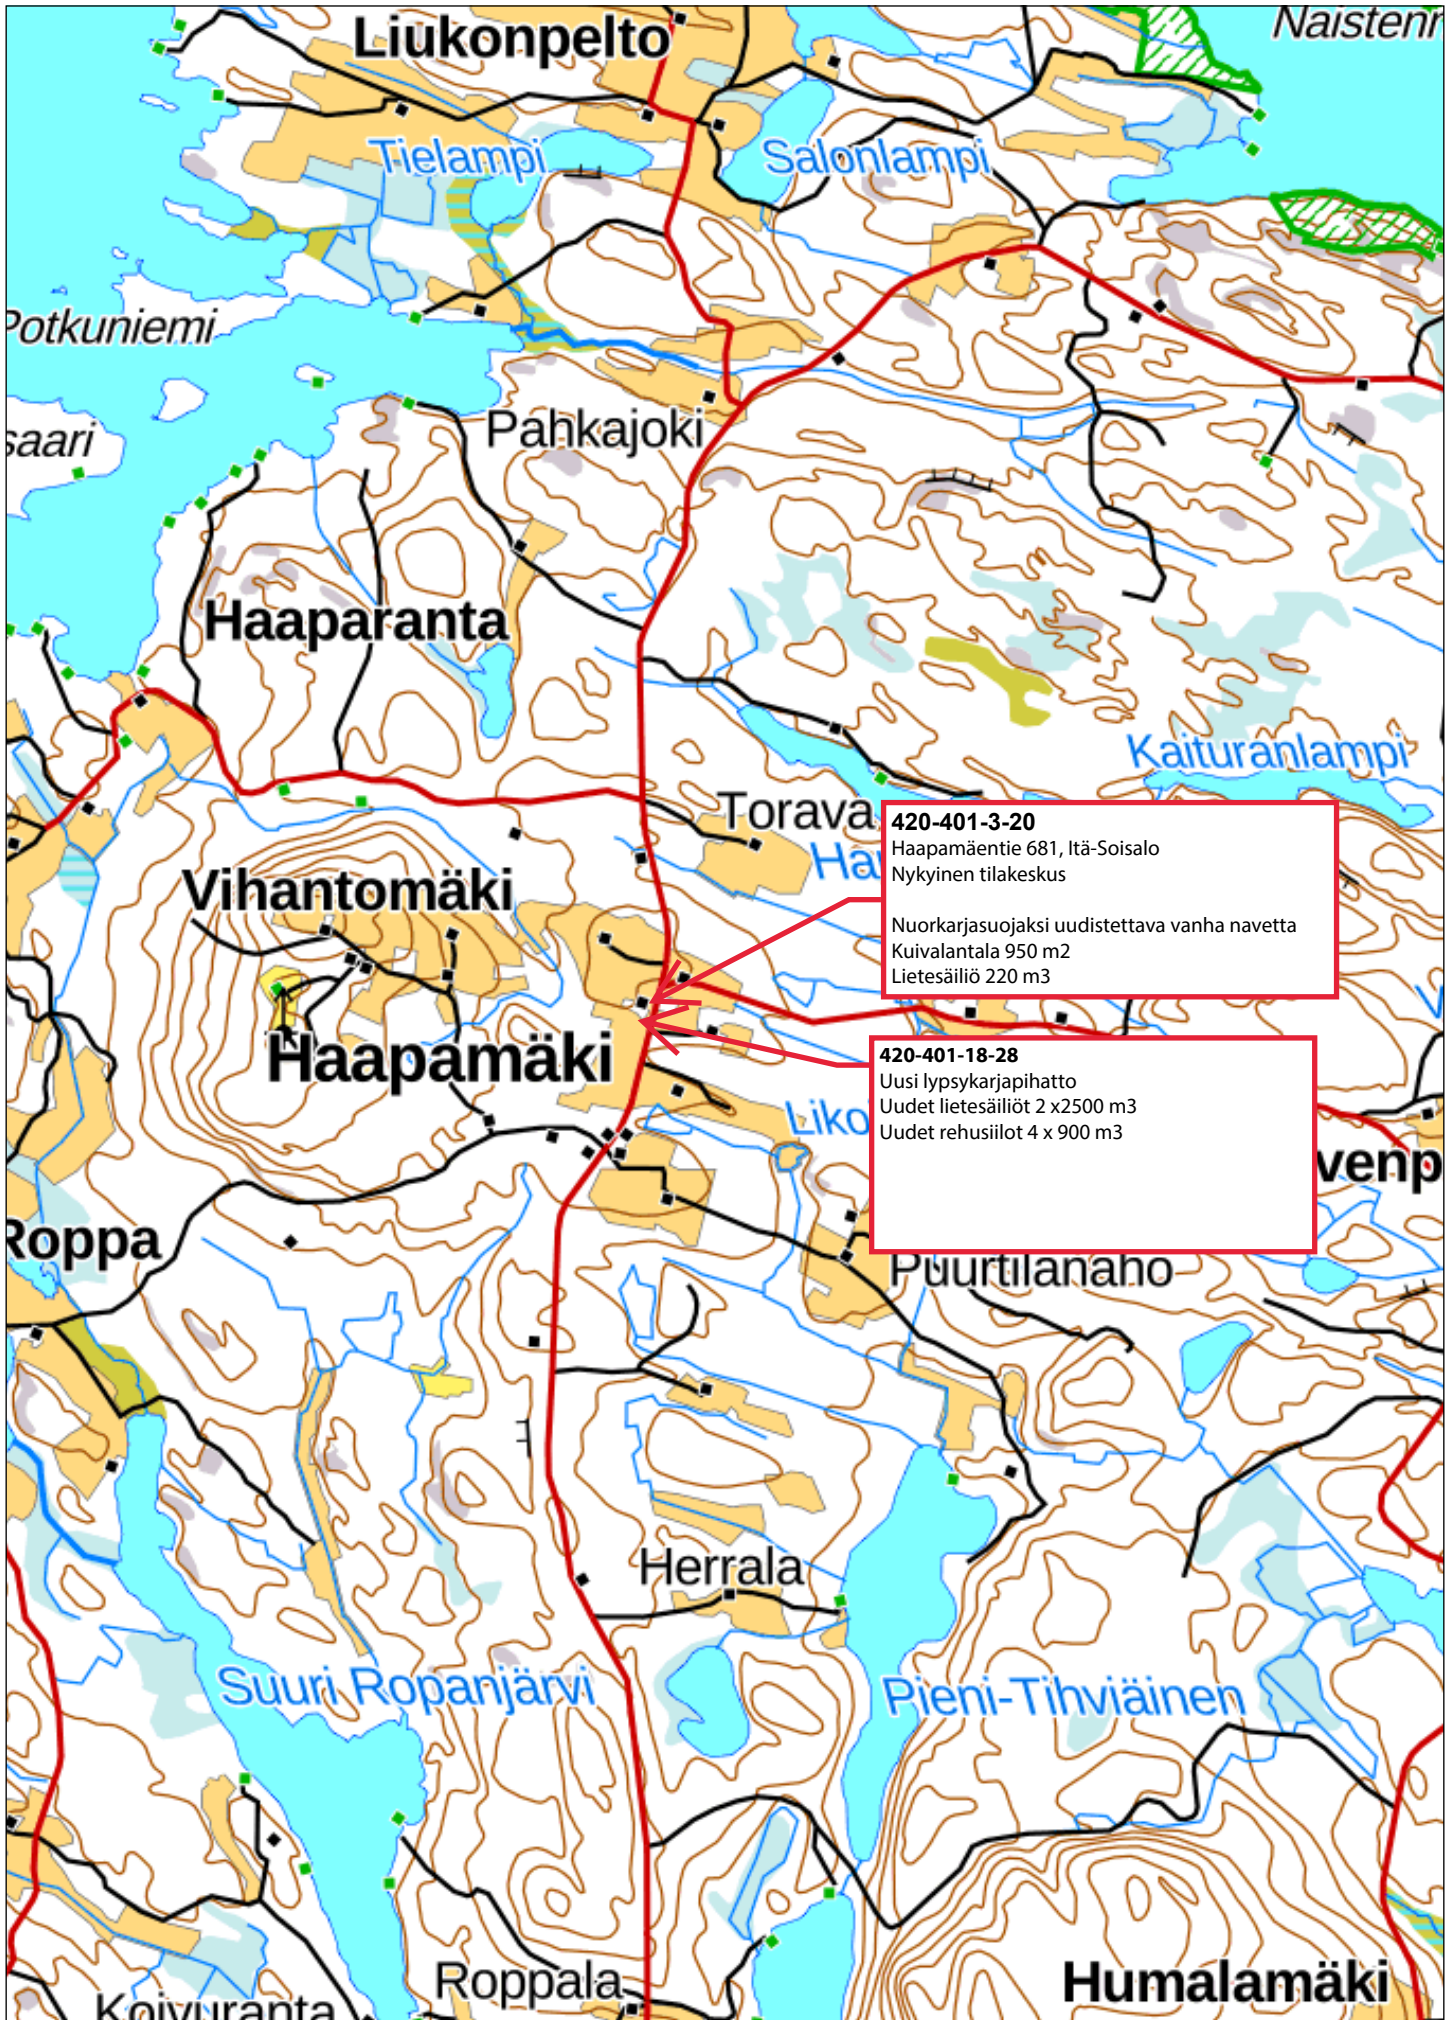 Liukonpelto
Tielampi
Salonlampi
Potkuniemi
saari
Pahkajoki
Haaparanta
Kaituranlampi
Torava
420-401-3-20
Haapamäentie 681, Itä-Soisalo
Nykyinen tilakeskus
Nuorkarjasuojaksi uudistettava vanha navetta
Kuivalantala 950 m2
Lietesäiliö 220 m3
Vihantomäki
Haapamäki
420-401-18-28
Uusi lypsykarjapihatto
Uudet lietesäiliöt 2 x2500 m3
Uudet rehusiilot 4 x 900 m3
Liko
venp
Roppa
Puurtilanaho
Herrala
Suuri Ropanjärvi
Pieni-Tihviäinen
Roppala
Humalamäki
Koivuranta